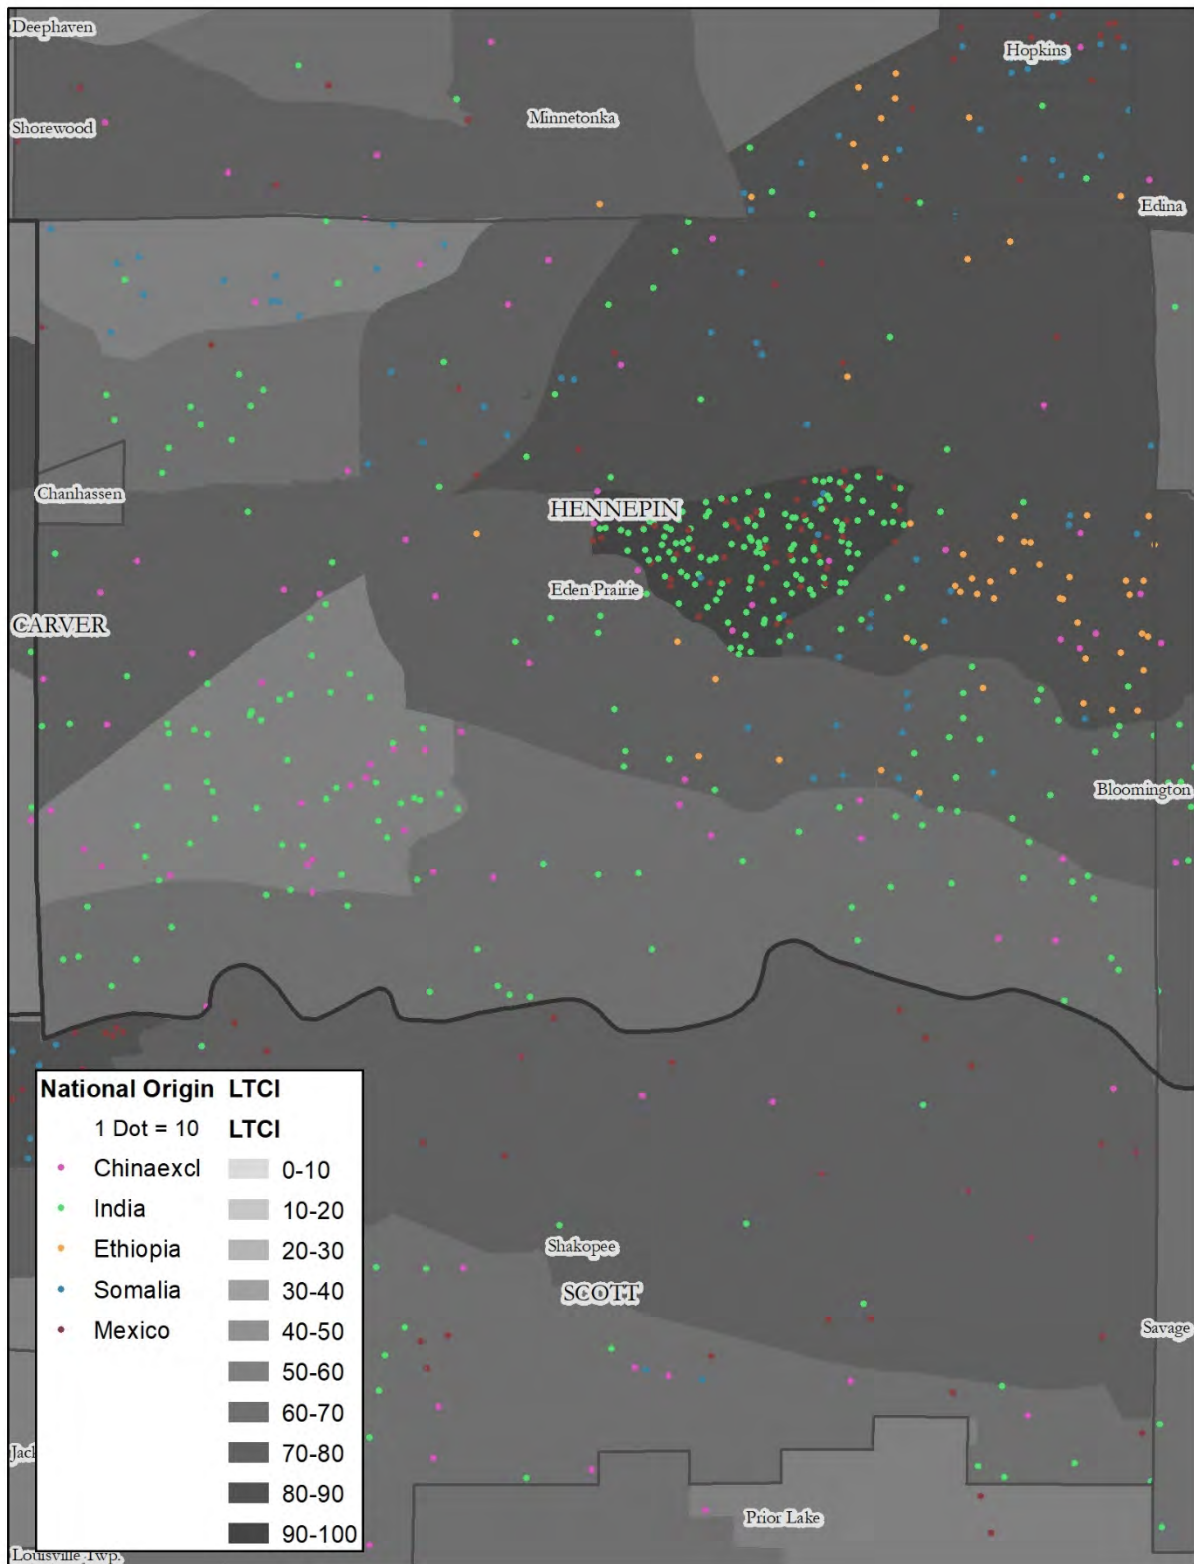 Deephaven
Hopkins
Minnetonka
Shorewood
Edina
Chanhassen
HENNEPIN
Eden Prairie
CARVER
Bloomington
National Origin LTCI
1 Dot = 10 LTCI
Chinaexcl 0-10
India 10-20
Ethiopia 20-30
Somalia 30-40
Mexico 40-50
50-60
60-70
70-80
80-90
90-100
Shakopee
SCOTT
Savage
Jack
Prior Lake
Louisville Twp.